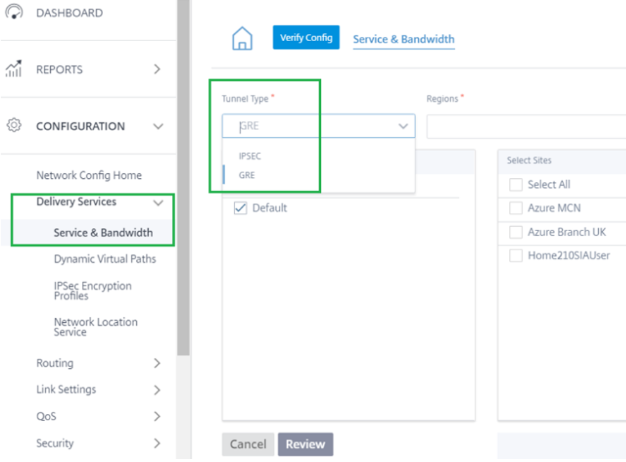 DASHBOARD
REPORTS
CONFIGURATION
Network Config Home
Delivery Services
Service & Bandwidth
Dynamic Virtual Paths
IPSec Encryption
Profiles
Network Location
Service
Routing
Link Settings
QoS
Security
Verify Config
Service & Bandwidth
Tunnel Type *
Regions *
GRE
IPSEC
GRE
Default
Select Sites
Select All
Azure MCN
Azure Branch UK
Home210SIAUser
Cancel
Review